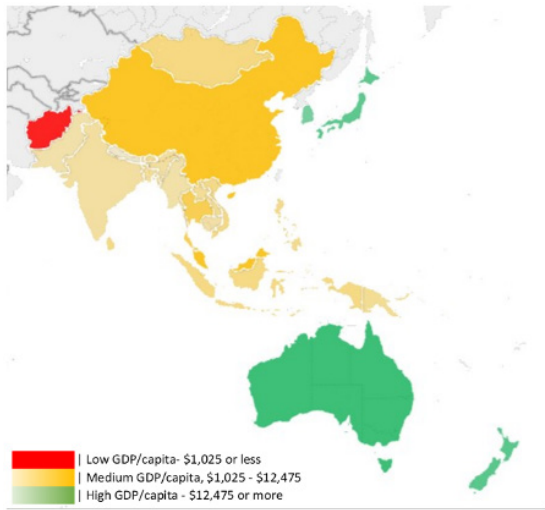 | Low GDP/capita- $1,025 or less
| Medium GDP/capita, $1,025 - $12,475
| High GDP/capita - $12,475 or more